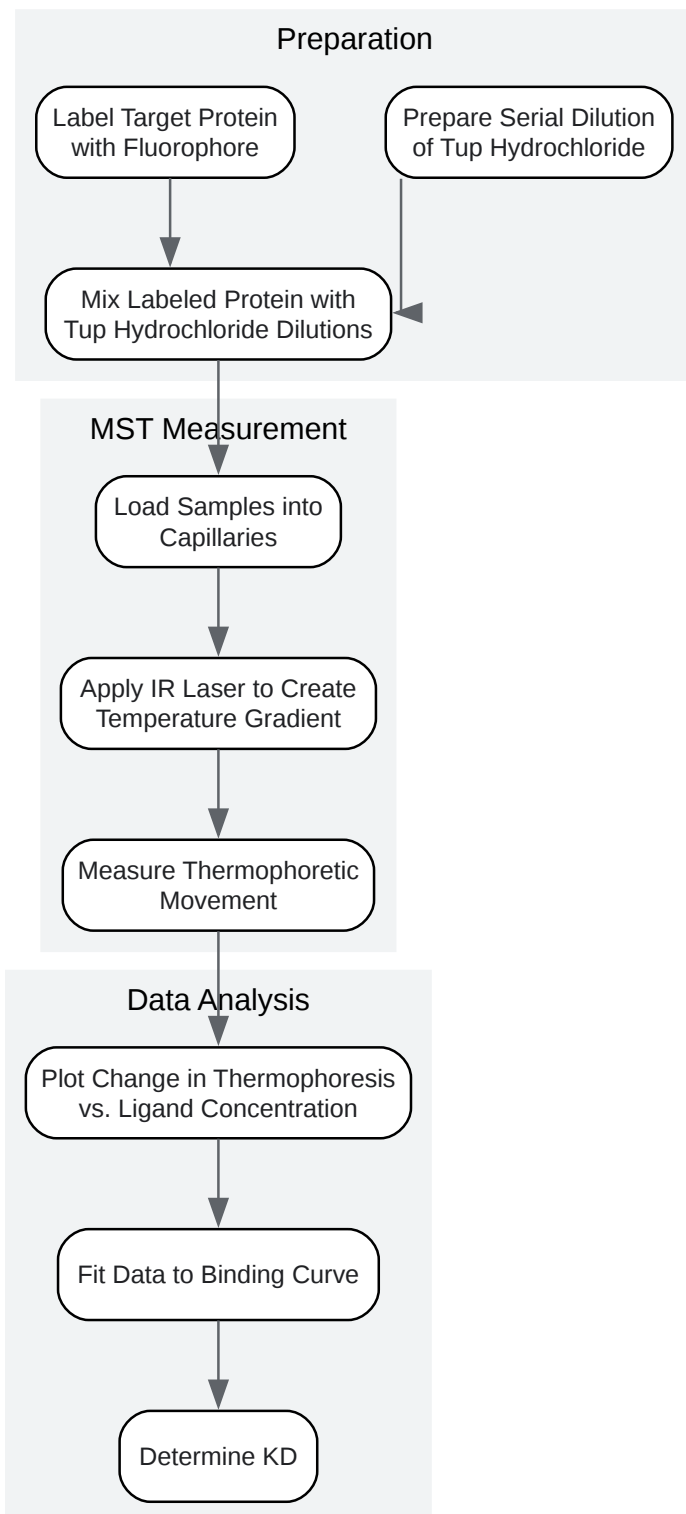 Preparation
Label Target Protein
with Fluorophore
Prepare Serial Dilution
of Tup Hydrochloride
Mix Labeled Protein with
Tup Hydrochloride Dilutions
MST Measurement
Load Samples into
Capillaries
Apply IR Laser to Create
Temperature Gradient
Measure Thermophoretic
Movement
Data Analysis
Plot Change in Thermophoresis
vs. Ligand Concentration
Fit Data to Binding Curve
Determine KD